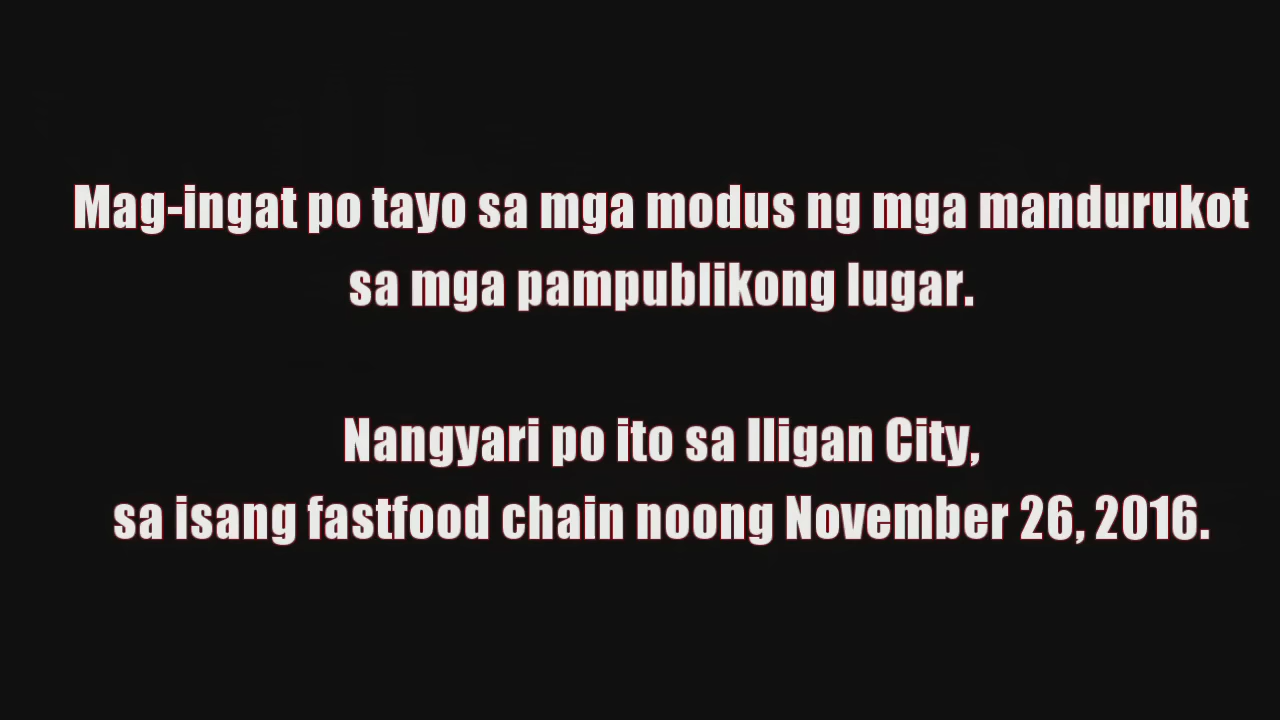 Mag-ingat po tayo sa mga modus ng mga mandurukot
sa mga pampublikong lugar.
Nangyari po ito sa Iligan City,
sa isang fastfood chain noong November 26, 2016.